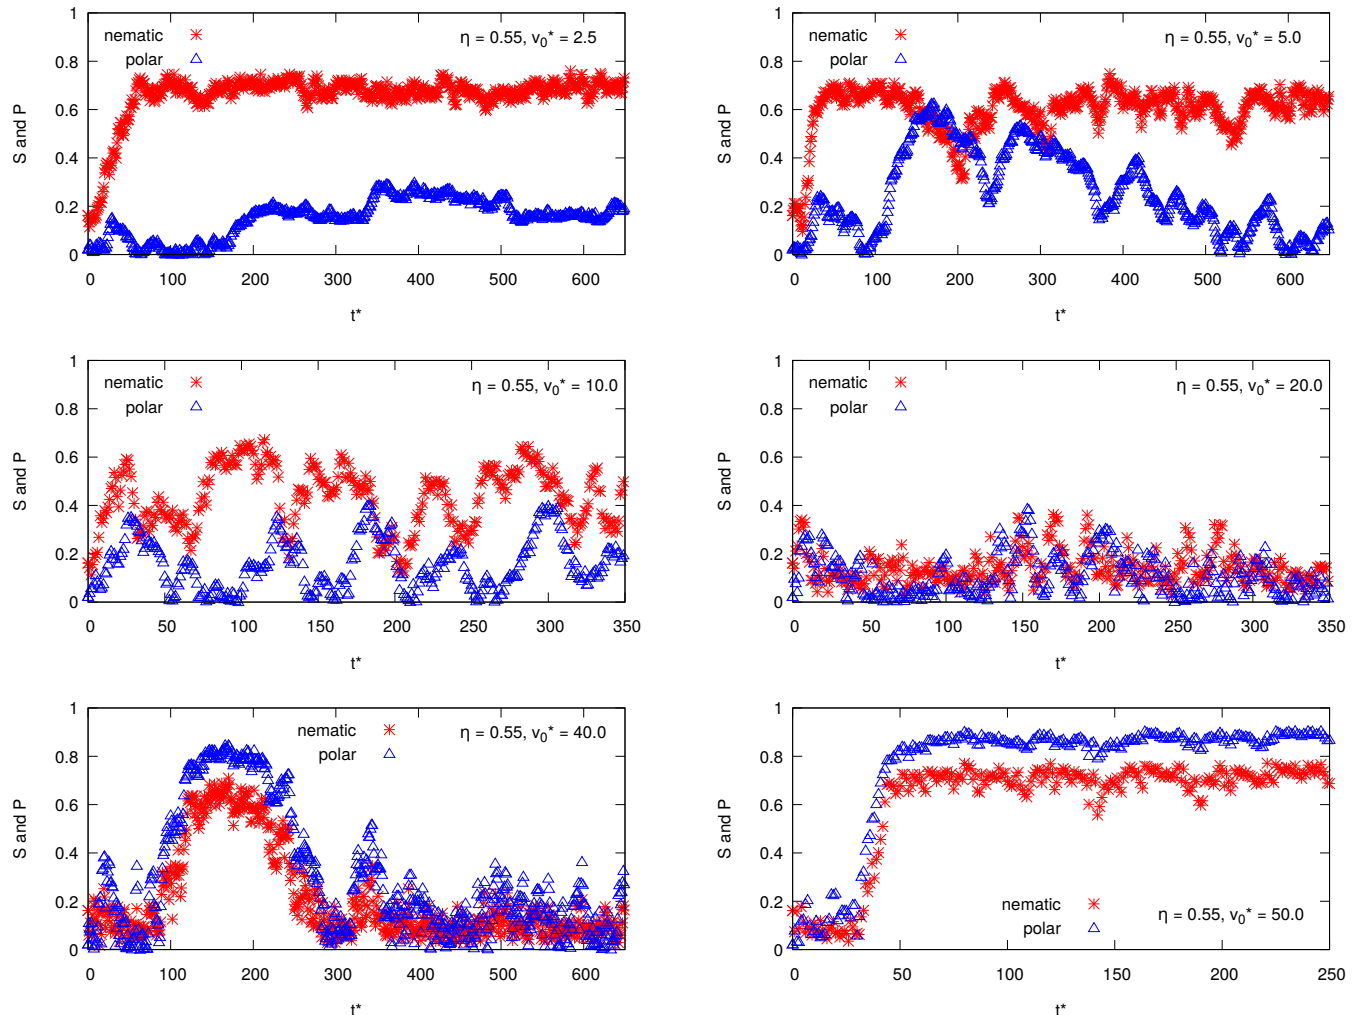 nematic
polar
η = 0.55, v0* = 2.5
S and P
1
0.8
0.6
0.4
0.2
0
0 100 200 300 400 500 600
t*
nematic
polar
η = 0.55, v0* = 5.0
S and P
1
0.8
0.6
0.4
0.2
0
0 100 200 300 400 500 600
t*
nematic
polar
η = 0.55, v0* = 10.0
S and P
1
0.8
0.6
0.4
0.2
0
0 50 100 150 200 250 300 350
t*
nematic
polar
η = 0.55, v0* = 20.0
S and P
1
0.8
0.6
0.4
0.2
0
0 50 100 150 200 250 300 350
t*
nematic
polar
η = 0.55, v0* = 40.0
S and P
1
0.8
0.6
0.4
0.2
0
0 100 200 300 400 500 600
t*
nematic
polar
η = 0.55, v0* = 50.0
S and P
1
0.8
0.6
0.4
0.2
0
0 50 100 150 200 250
t*